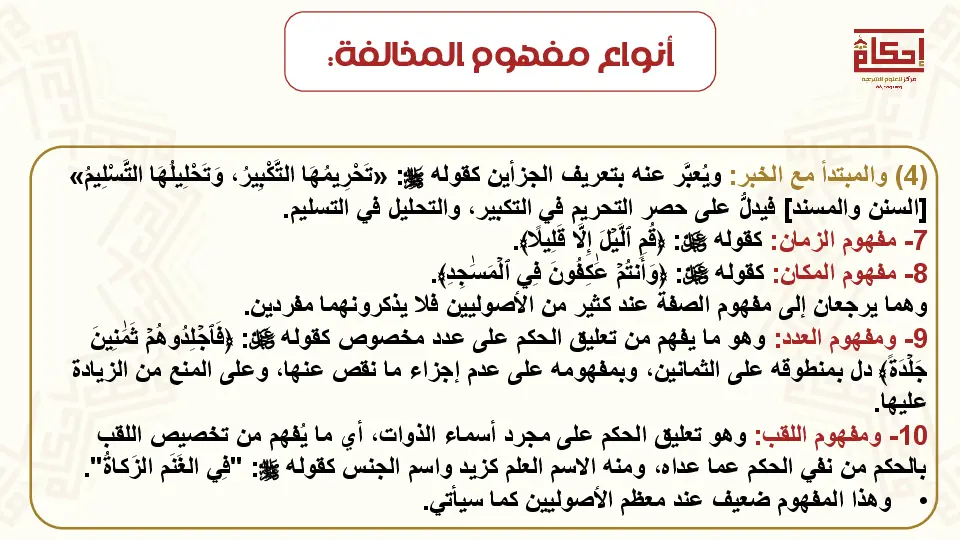 أنواع مفهوم المخالفة:
إحكام
مركز للعلوم الشرعية
(4) والمبتدأ مع الخبر: ويُعبَّر عنه بتعريف الجزأين كقوله ﷺ: «تَحْرِيمُهَا التَّكْبِيرُ، وَتَحْلِيلُهَا التَّسْلِيمُ»
[السنن والمسند] فيدلُّ على حصر التحريم في التكبير، والتحليل في التسليم.
7- مفهوم الزمان: كقوله ﷻ: ﴿قُمِ ٱلَّيۡلَ إِلَّا قَلِيلًا﴾.
8- مفهوم المكان: كقوله ﷻ: ﴿وَأَنتُمۡ عَٰكِفُونَ فِي ٱلۡمَسَٰجِدِ﴾.
وهما يرجعان إلى مفهوم الصفة عند كثير من الأصوليين فلا يذكرونهما مفردين.
9- ومفهوم العدد: وهو ما يفهم من تعليق الحكم على عدد مخصوص كقوله ﷻ: ﴿فَٱجۡلِدُوهُمۡ ثَمَٰنِينَ
جَلۡدَةٗ﴾ دل بمنطوقه على الثمانين، وبمفهومه على عدم إجزاء ما نقص عنها، وعلى المنع من الزيادة
عليها.
10- ومفهوم اللقب: وهو تعليق الحكم على مجرد أسماء الذوات، أي ما يُفهم من تخصيص اللقب
بالحكم من نفي الحكم عما عداه، ومنه الاسم العلم كزيد واسم الجنس كقوله ﷺ: "فِي الغَنَم الزَكاةُ".
• وهذا المفهوم ضعيف عند معظم الأصوليين كما سيأتي.